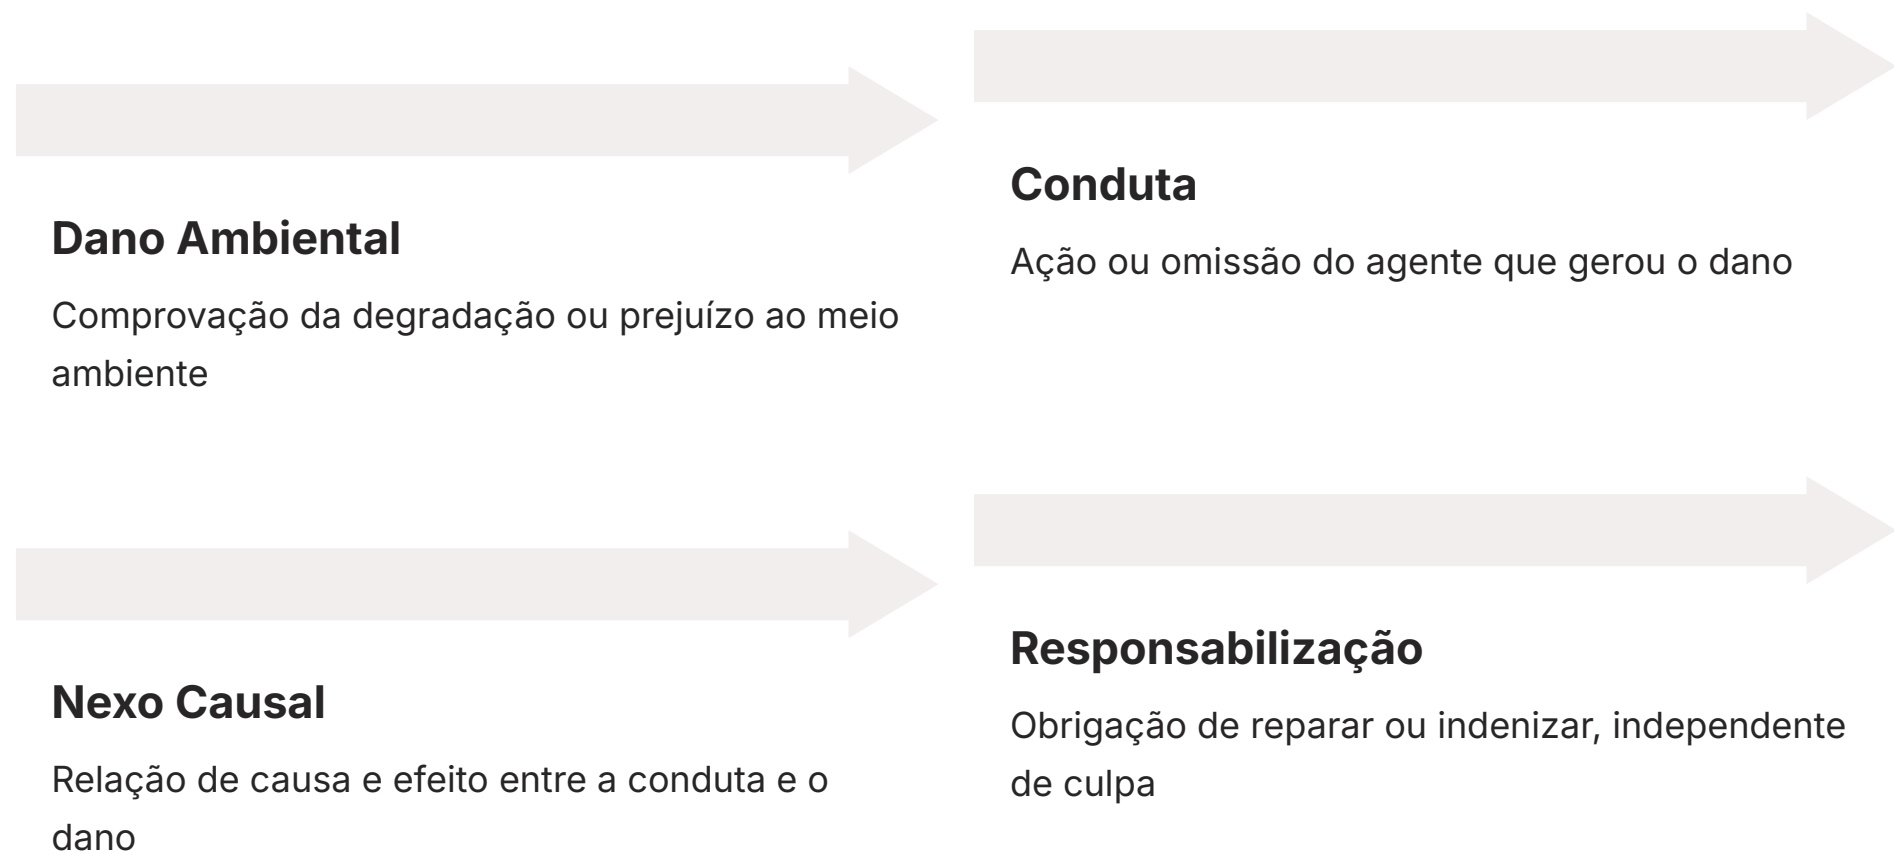 Dano Ambiental
Comprovação da degradação ou prejuízo ao meio
ambiente
Conduta
Ação ou omissão do agente que gerou o dano
Nexo Causal
Relação de causa e efeito entre a conduta e o
dano
Responsabilização
Obrigação de reparar ou indenizar, independente
de culpa